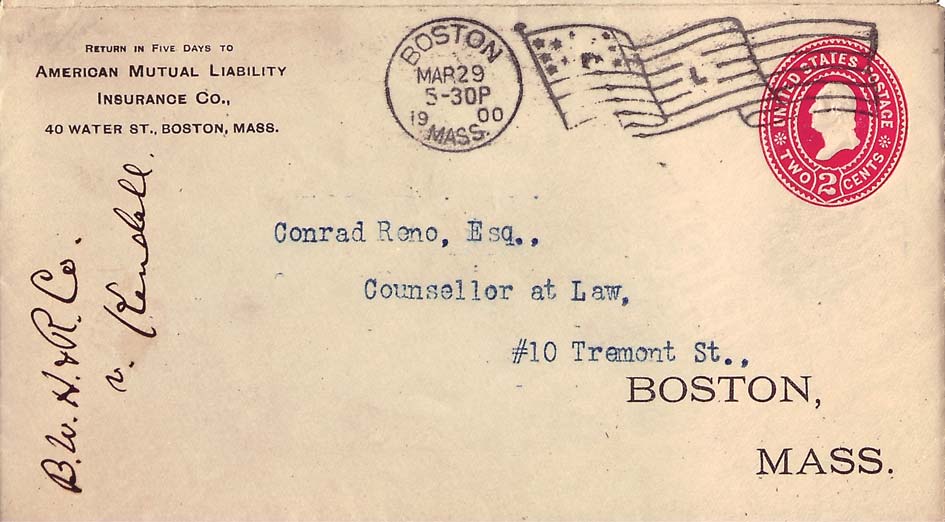 RETURN IN FIVE DAYS TO
AMERICAN MUTUAL LIABILITY
INSURANCE CO.,
40 WATER ST., BOSTON, MASS.
BOSTON
MAR 29
5-30P
19 00
MASS.
L
UNITED STATES POSTAGE
TWO 2 CENTS
Conrad Reno, Esq.,
Counsellor at Law,
#10 Tremont St.,
BOSTON,
MASS.
B. W. H. & R. Co.
v. Kendall.